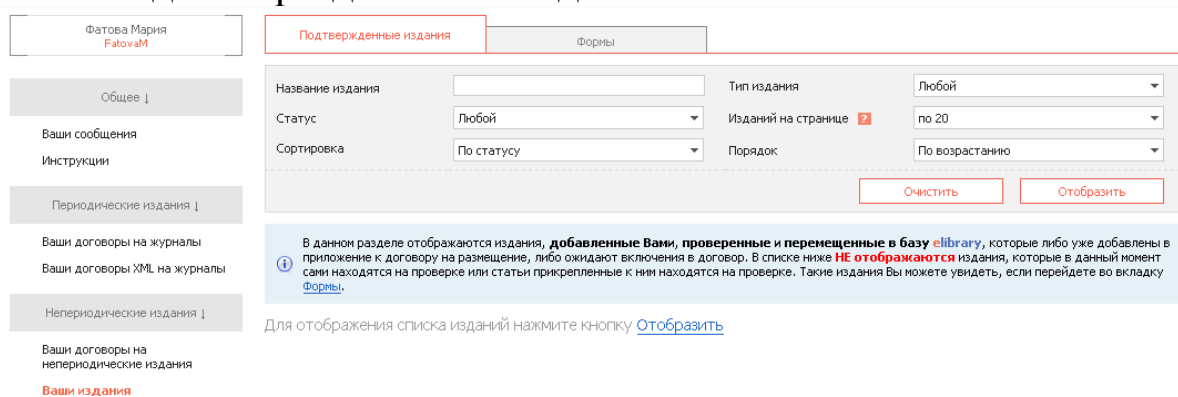 Фатова Мария
FatovaM
Подтвержденные издания
Формы
Общее ↓
Ваши сообщения
Инструкции
Периодические издания ↓
Ваши договоры на журналы
Ваши договоры XML на журналы
Непериодические издания ↓
Ваши договоры на
непериодические издания
Ваши издания
Название издания
Тип издания Любой
Статус Любой
Изданий на странице ? по 20
Сортировка По статусу
Порядок По возрастанию
Очистить Отобразить
В данном разделе отображаются издания, добавленные Вами, проверенные и перемещенные в базу elibrary, которые либо уже добавлены в
приложение к договору на размещение, либо ожидают включения в договор. В списке ниже НЕ отображаются издания, которые в данный момент
сами находятся на проверке или статьи прикрепленные к ним находятся на проверке. Такие издания Вы можете увидеть, если перейдете во вкладку
Формы.
Для отображения списка изданий нажмите кнопку Отобразить